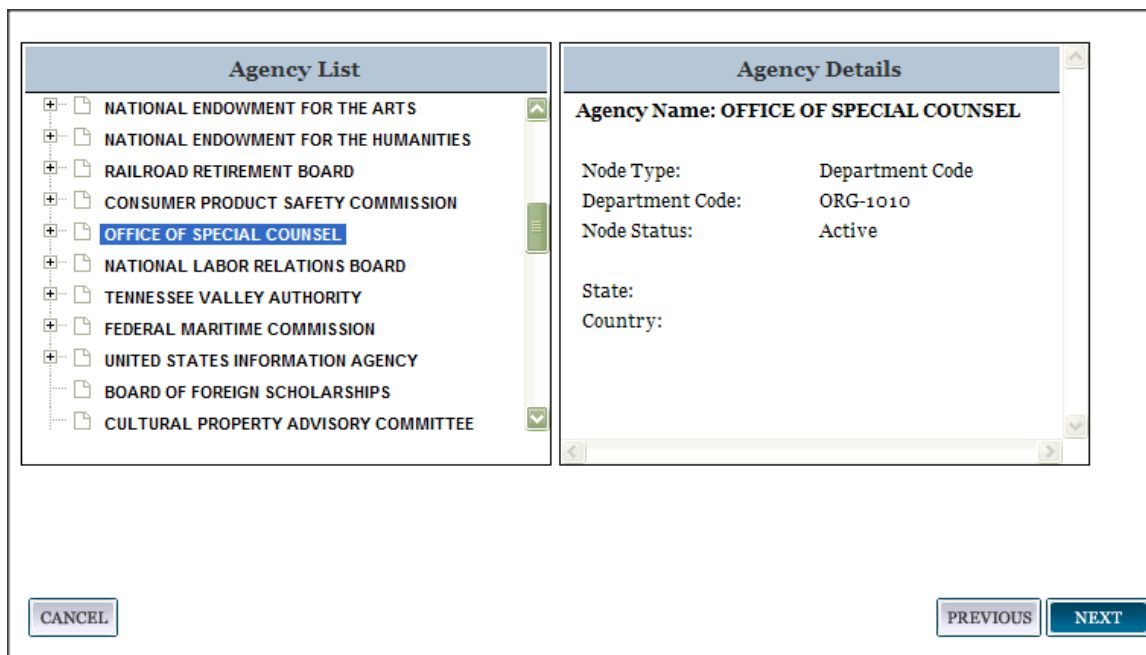 Agency List
NATIONAL ENDOWMENT FOR THE ARTS
NATIONAL ENDOWMENT FOR THE HUMANITIES
RAILROAD RETIREMENT BOARD
CONSUMER PRODUCT SAFETY COMMISSION
OFFICE OF SPECIAL COUNSEL
NATIONAL LABOR RELATIONS BOARD
TENNESSEE VALLEY AUTHORITY
FEDERAL MARITIME COMMISSION
UNITED STATES INFORMATION AGENCY
BOARD OF FOREIGN SCHOLARSHIPS
CULTURAL PROPERTY ADVISORY COMMITTEE
Agency Details
Agency Name: OFFICE OF SPECIAL COUNSEL
Node Type: Department Code
Department Code: ORG-1010
Node Status: Active
State:
Country:
CANCEL
PREVIOUS
NEXT